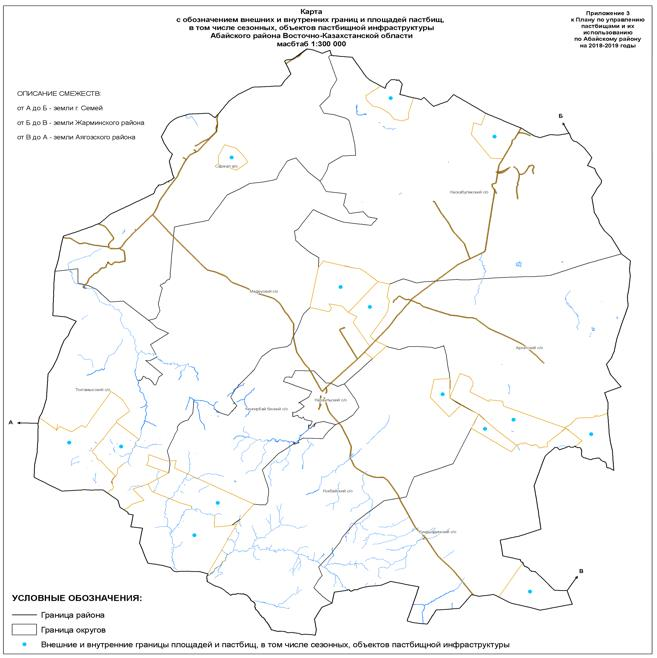 Карта
с обозначением внешних и внутренних границ и площадей пастбищ,
в том числе сезонных, объектов пастбищной инфраструктуры
Абайского района Восточно-Казахстанской области
масбтаб 1:300 000
Приложение 3
к Плану по управлению
пастбищами и их
использованию
по Абайскому району
на 2018-2019 годы
ОПИСАНИЕ СМЕЖЕСТВ:
от А до Б - земли г Семей
от Б до В - земли Жарминского района
от В до А - земли Аягозского района
Б
А
В
УСЛОВНЫЕ ОБОЗНАЧЕНИЯ:
Граница района
Граница округов
Внешние и внутренние границы площадей и пастбищ, в том числе сезонных, объектов пастбищной инфраструктуры